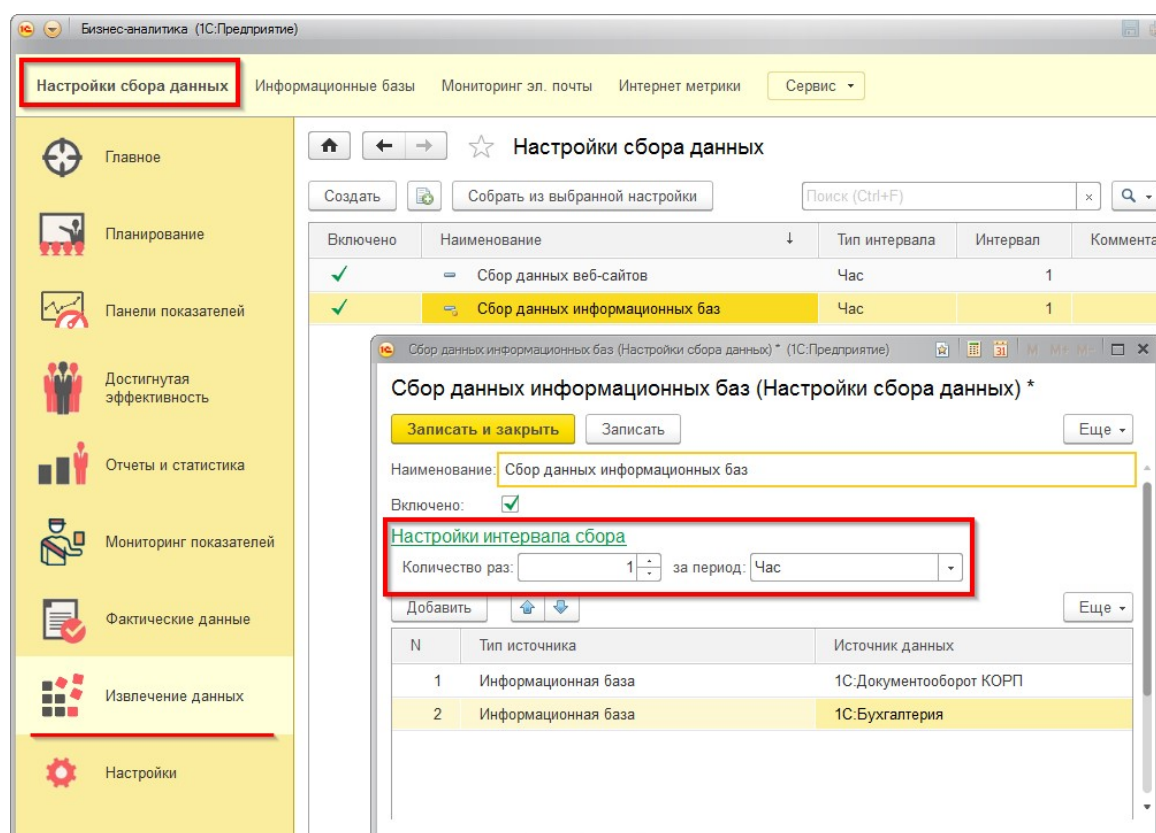 Бизнес-аналитика (1С:Предприятие)
Настройки сбора данных Информационные базы Мониторинг эл. почты Интернет метрики Сервис
Главное
Планирование
Панели показателей
Достигнутая
эффективность
Отчеты и статистика
Мониторинг показателей
Фактические данные
Извлечение данных
Настройки
Настройки сбора данных
Создать Собрать из выбранной настройки Поиск (Ctrl+F)
Включено Наименование Тип интервала Интервал Коммента
Сбор данных веб-сайтов Час 1
Сбор данных информационных баз Час 1
Сбор данных информационных баз (Настройки сбора данных) * (1С:Предприятие) 31 M M+ M-
Сбор данных информационных баз (Настройки сбора данных) *
Записать и закрыть Записать Еще
Наименование: Сбор данных информационных баз
Включено:
Настройки интервала сбора
Количество раз: 1 за период: Час
Добавить Еще
N Тип источника Источник данных
1 Информационная база 1С:Документооборот КОРП
2 Информационная база 1С:Бухгалтерия